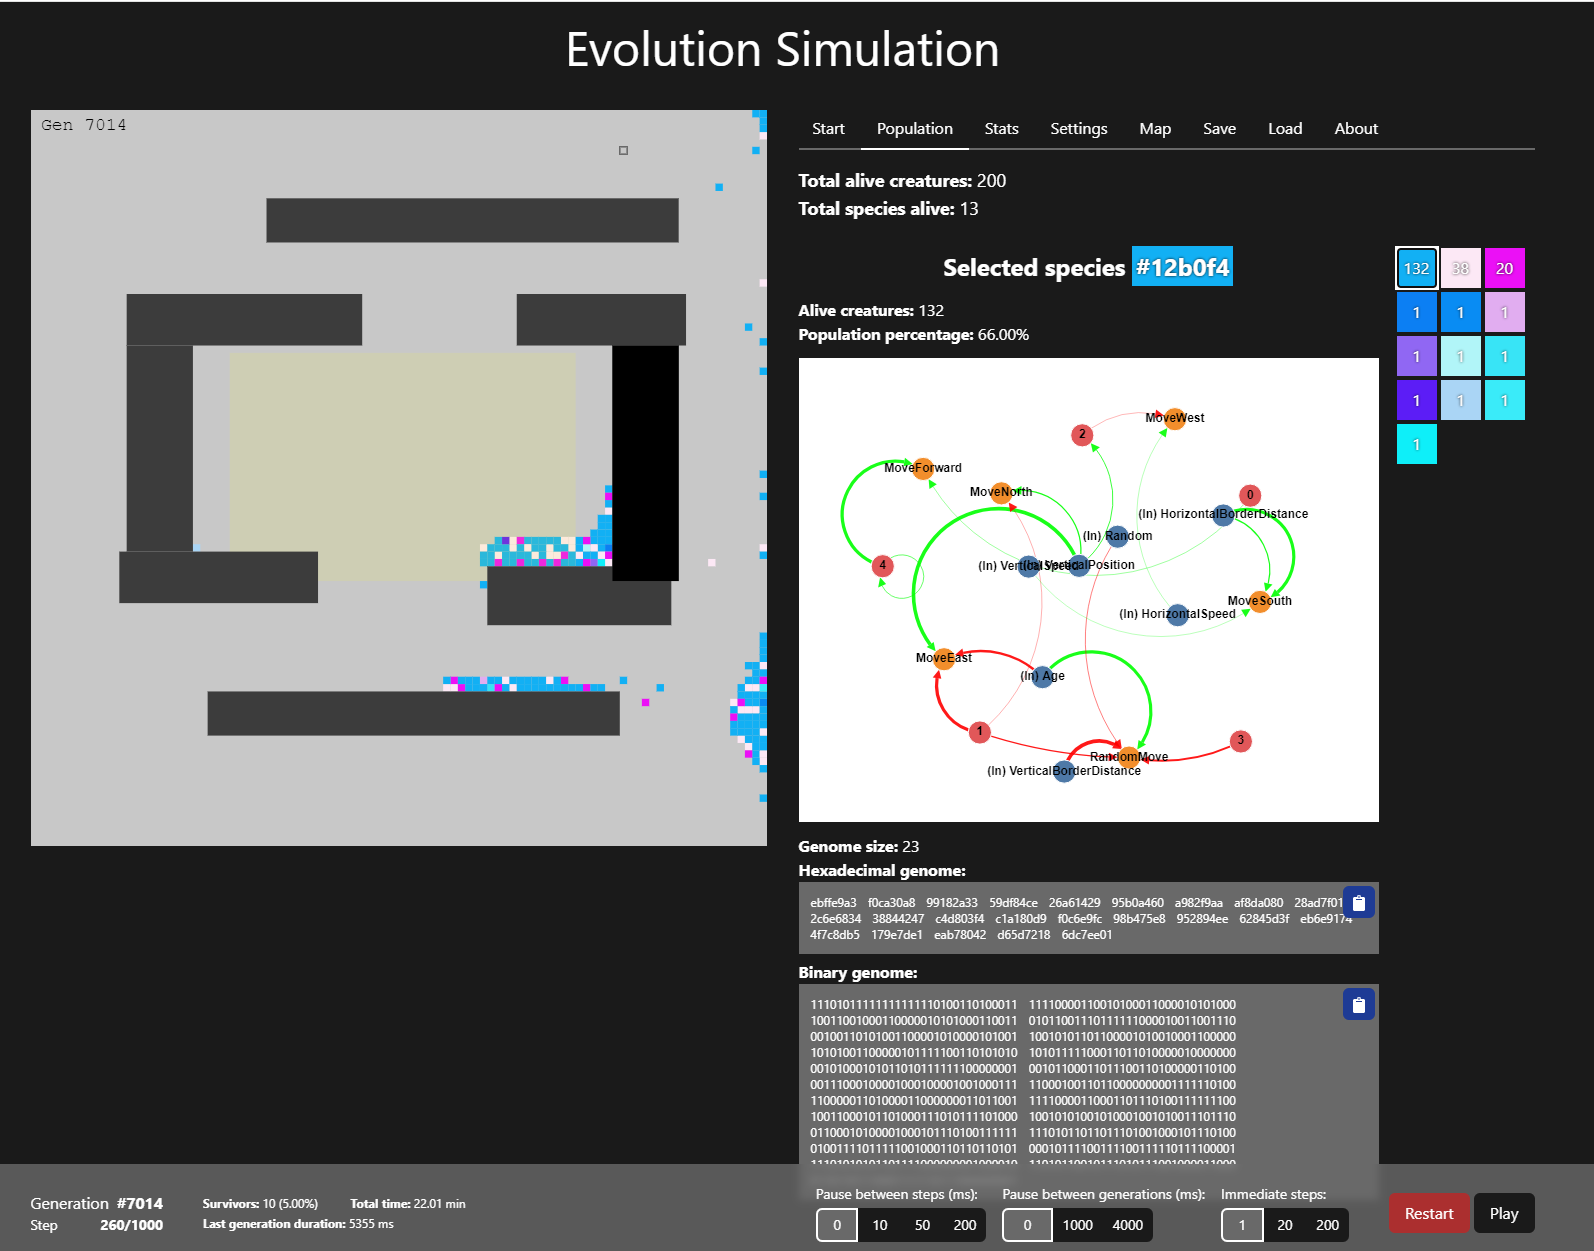 Evolution Simulation
Gen 7014
Start Population Stats Settings Map Save Load About
Total alive creatures: 200
Total species alive: 13
Selected species #12b0f4
132 38 20
1 1 1
1 1 1
1 1 1
1
Alive creatures: 132
Population percentage: 66.00%
MoveWest
2
MoveForward
MoveNorth
0
(In) HorizontalBorderDistance
(In) Random
4
(In) VerticalSpeed
(In) VerticalPosition
MoveSouth
(In) HorizontalSpeed
MoveEast
(In) Age
1
3
RandomMove
(In) VerticalBorderDistance
Genome size: 23
Hexadecimal genome:
ebffe9a3 f0ca30a8 99182a33 59df84ce 26a61429 95b0a460 a982f9aa af8da080 28ad7f01
2c6e6834 38844247 c4d803f4 c1a180d9 f0c6e9fc 98b475e8 952894ee 62845d3f eb6e9174
4f7c8db5 179e7de1 eab78042 d65d7218 6dc7ee01
Binary genome:
11101011111111111110100110100011 11110000110010100011000010101000
10011001000110000010101000110011 01011001110111111000010011001110
00100110101001100001010000101001 10010101101100001010010001100000
10101001100000101111100110101010 10101111100011011010000010000000
00101000101011010111111100000001 00101100011011100110100000110100
00111000100001000100001001000111 11000100110110000000001111110100
11000001101000011000000011011001 11110000110001101110100111111100
10011000101101000111010111101000 10010101001010001001010011101110
01100010100001000101110100111111 11101011011011101001000101110100
01001111011111001000110110110101 00010111100111100111110111100001
11101010101101111000000001000010 11010110010111010111001000011000
Generation #7014
Step 260/1000
Survivors: 10 (5.00%)
Total time: 22.01 min
Last generation duration: 5355 ms
Pause between steps (ms):
0 10 50 200
Pause between generations (ms):
0 1000 4000
Immediate steps:
1 20 200
Restart
Play